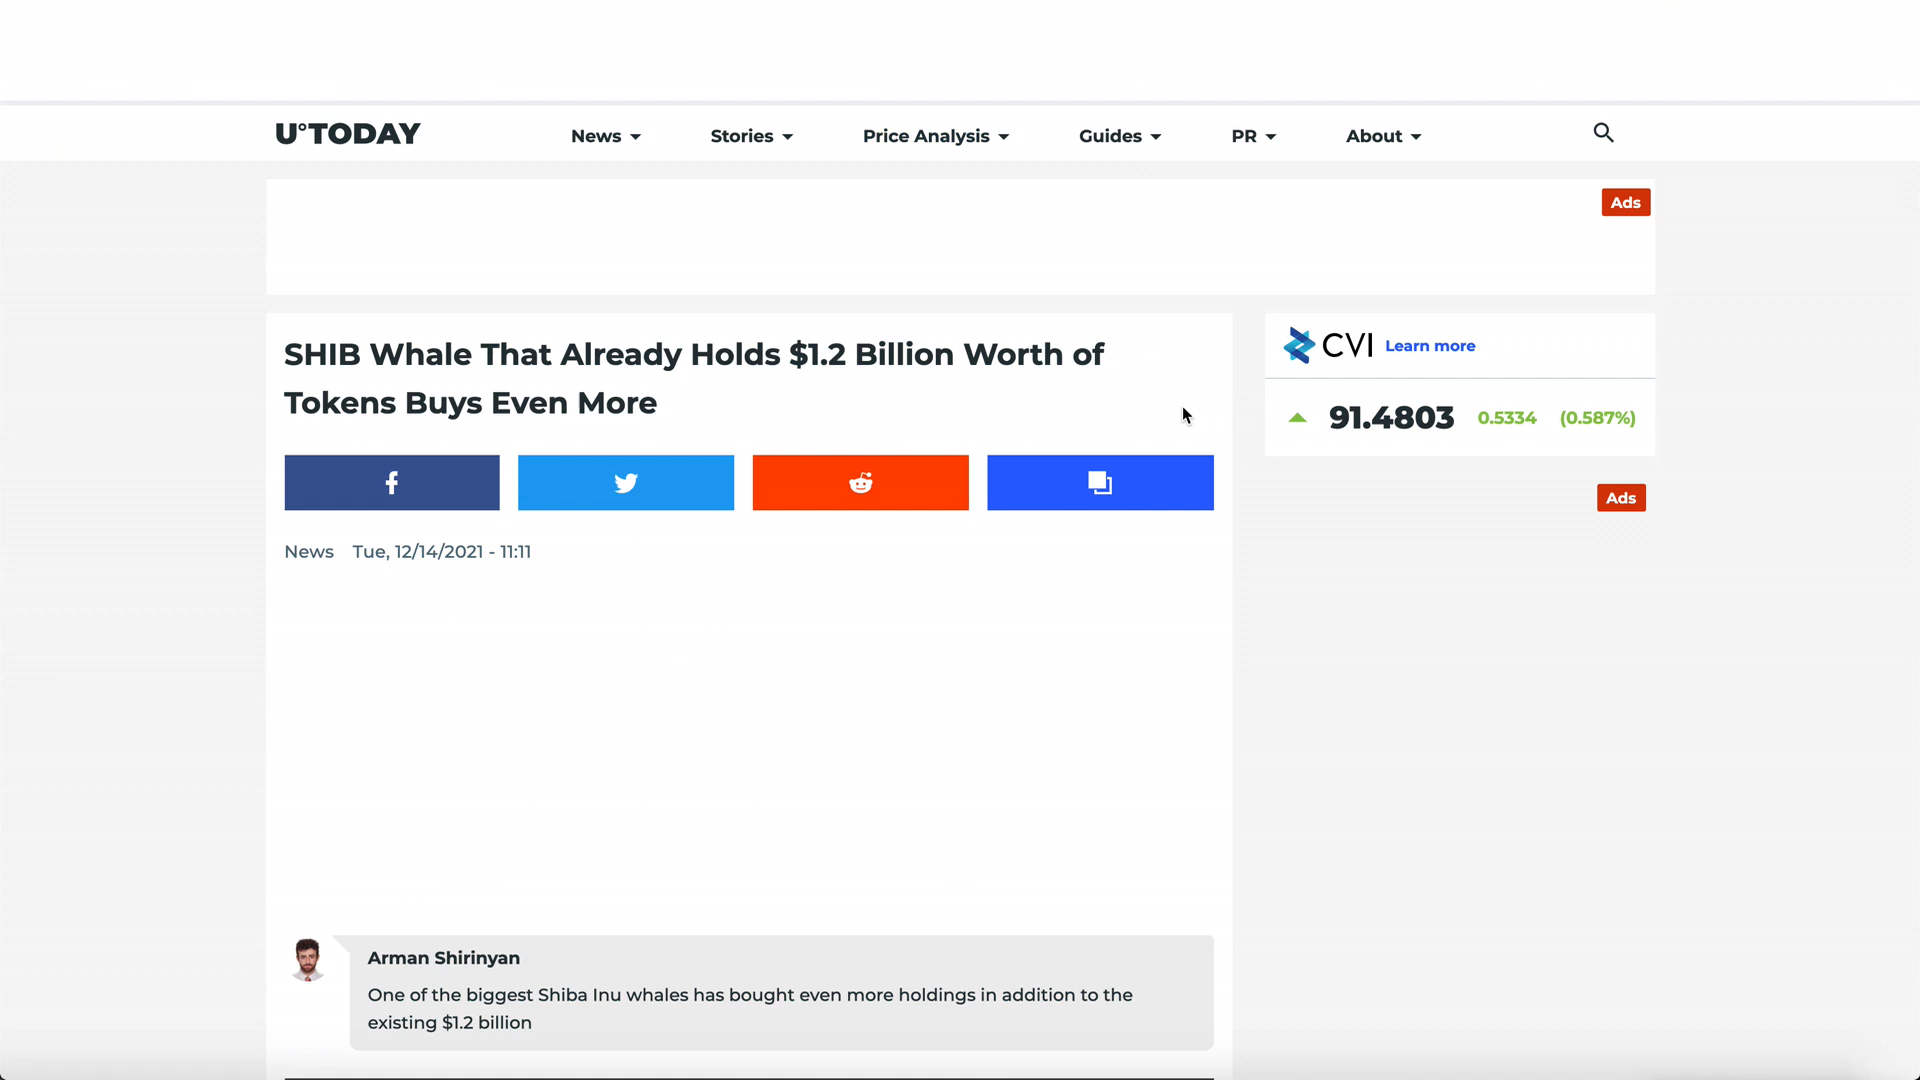 U°TODAY
News
Stories
Price Analysis
Guides
PR
About
Ads
SHIB Whale That Already Holds $1.2 Billion Worth of
Tokens Buys Even More
CVI Learn more
91.4803 0.5334 (0.587%)
Ads
News Tue, 12/14/2021 - 11:11
Arman Shirinyan
One of the biggest Shiba Inu whales has bought even more holdings in addition to the
existing $1.2 billion